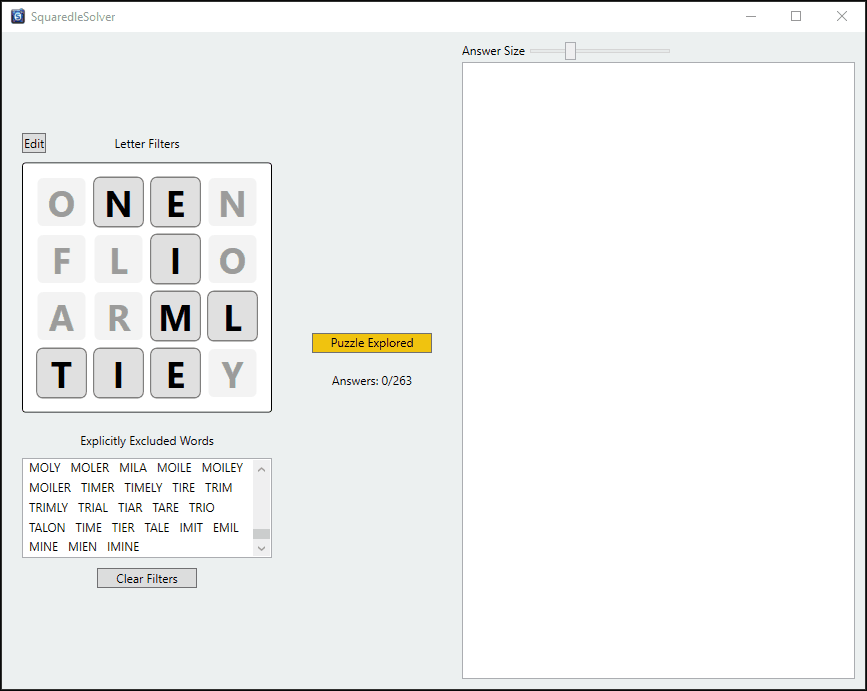 SquaredleSolver
Answer Size
Edit
Letter Filters
O N E N
F L I O
A R M L
T I E Y
Puzzle Explored
Answers: 0/263
Explicitly Excluded Words
MOLY MOLER MILA MOILE MOILEY
MOILER TIMER TIMELY TIRE TRIM
TRIMLY TRIAL TIAR TARE TRIO
TALON TIME TIER TALE IMIT EMIL
MINE MIEN IMINE
Clear Filters